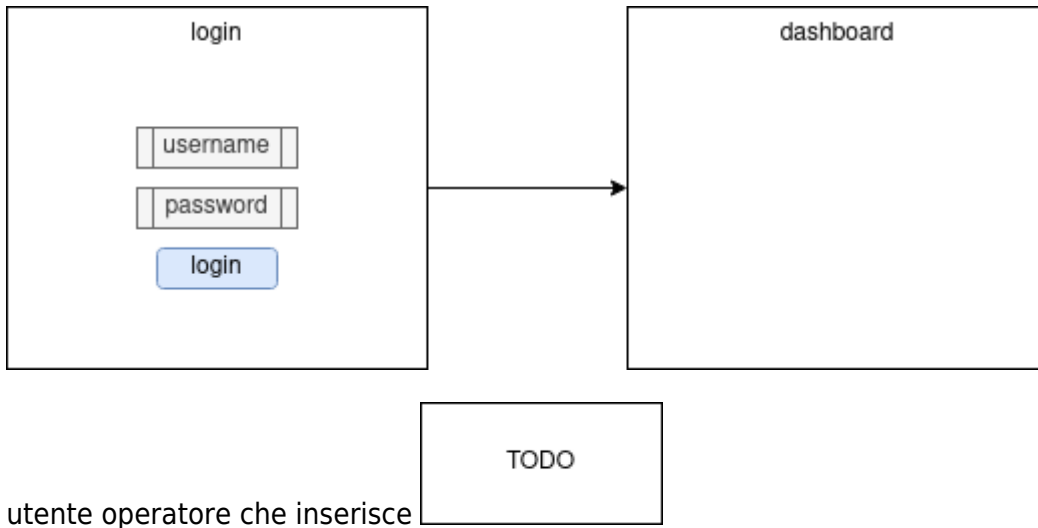 login
dashboard
username
password
login
TODO
utente operatore che inserisce